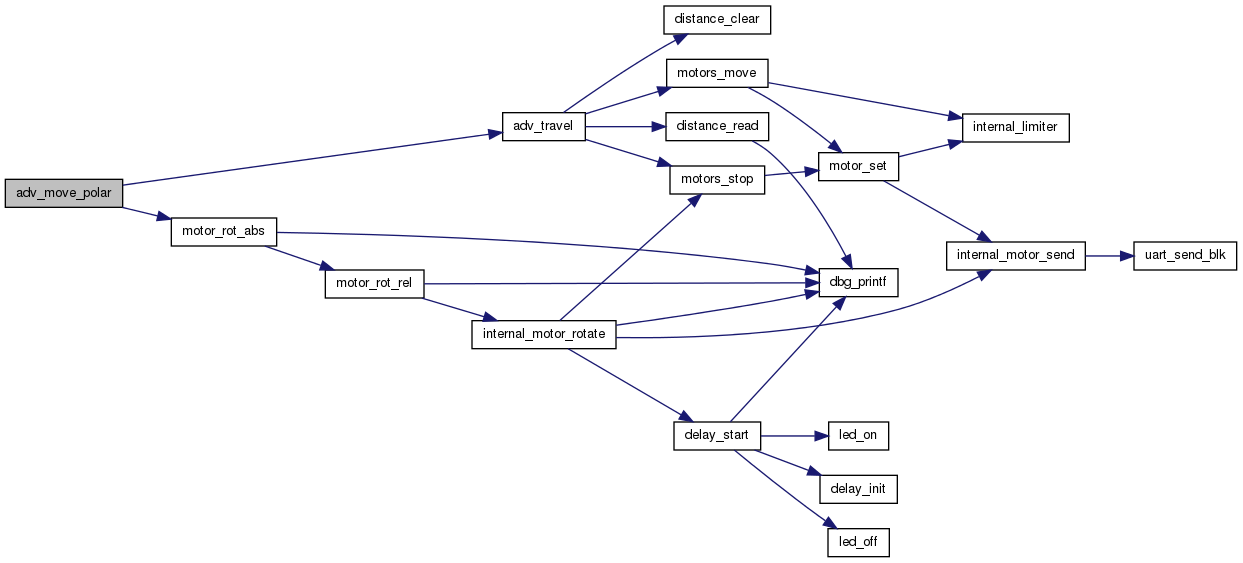 distance_clear
motors_move
adv_travel
distance_read
internal_limiter
motor_set
motors_stop
adv_move_polar
motor_rot_abs
internal_motor_send
uart_send_blk
motor_rot_rel
dbg_printf
internal_motor_rotate
delay_start
led_on
delay_init
led_off